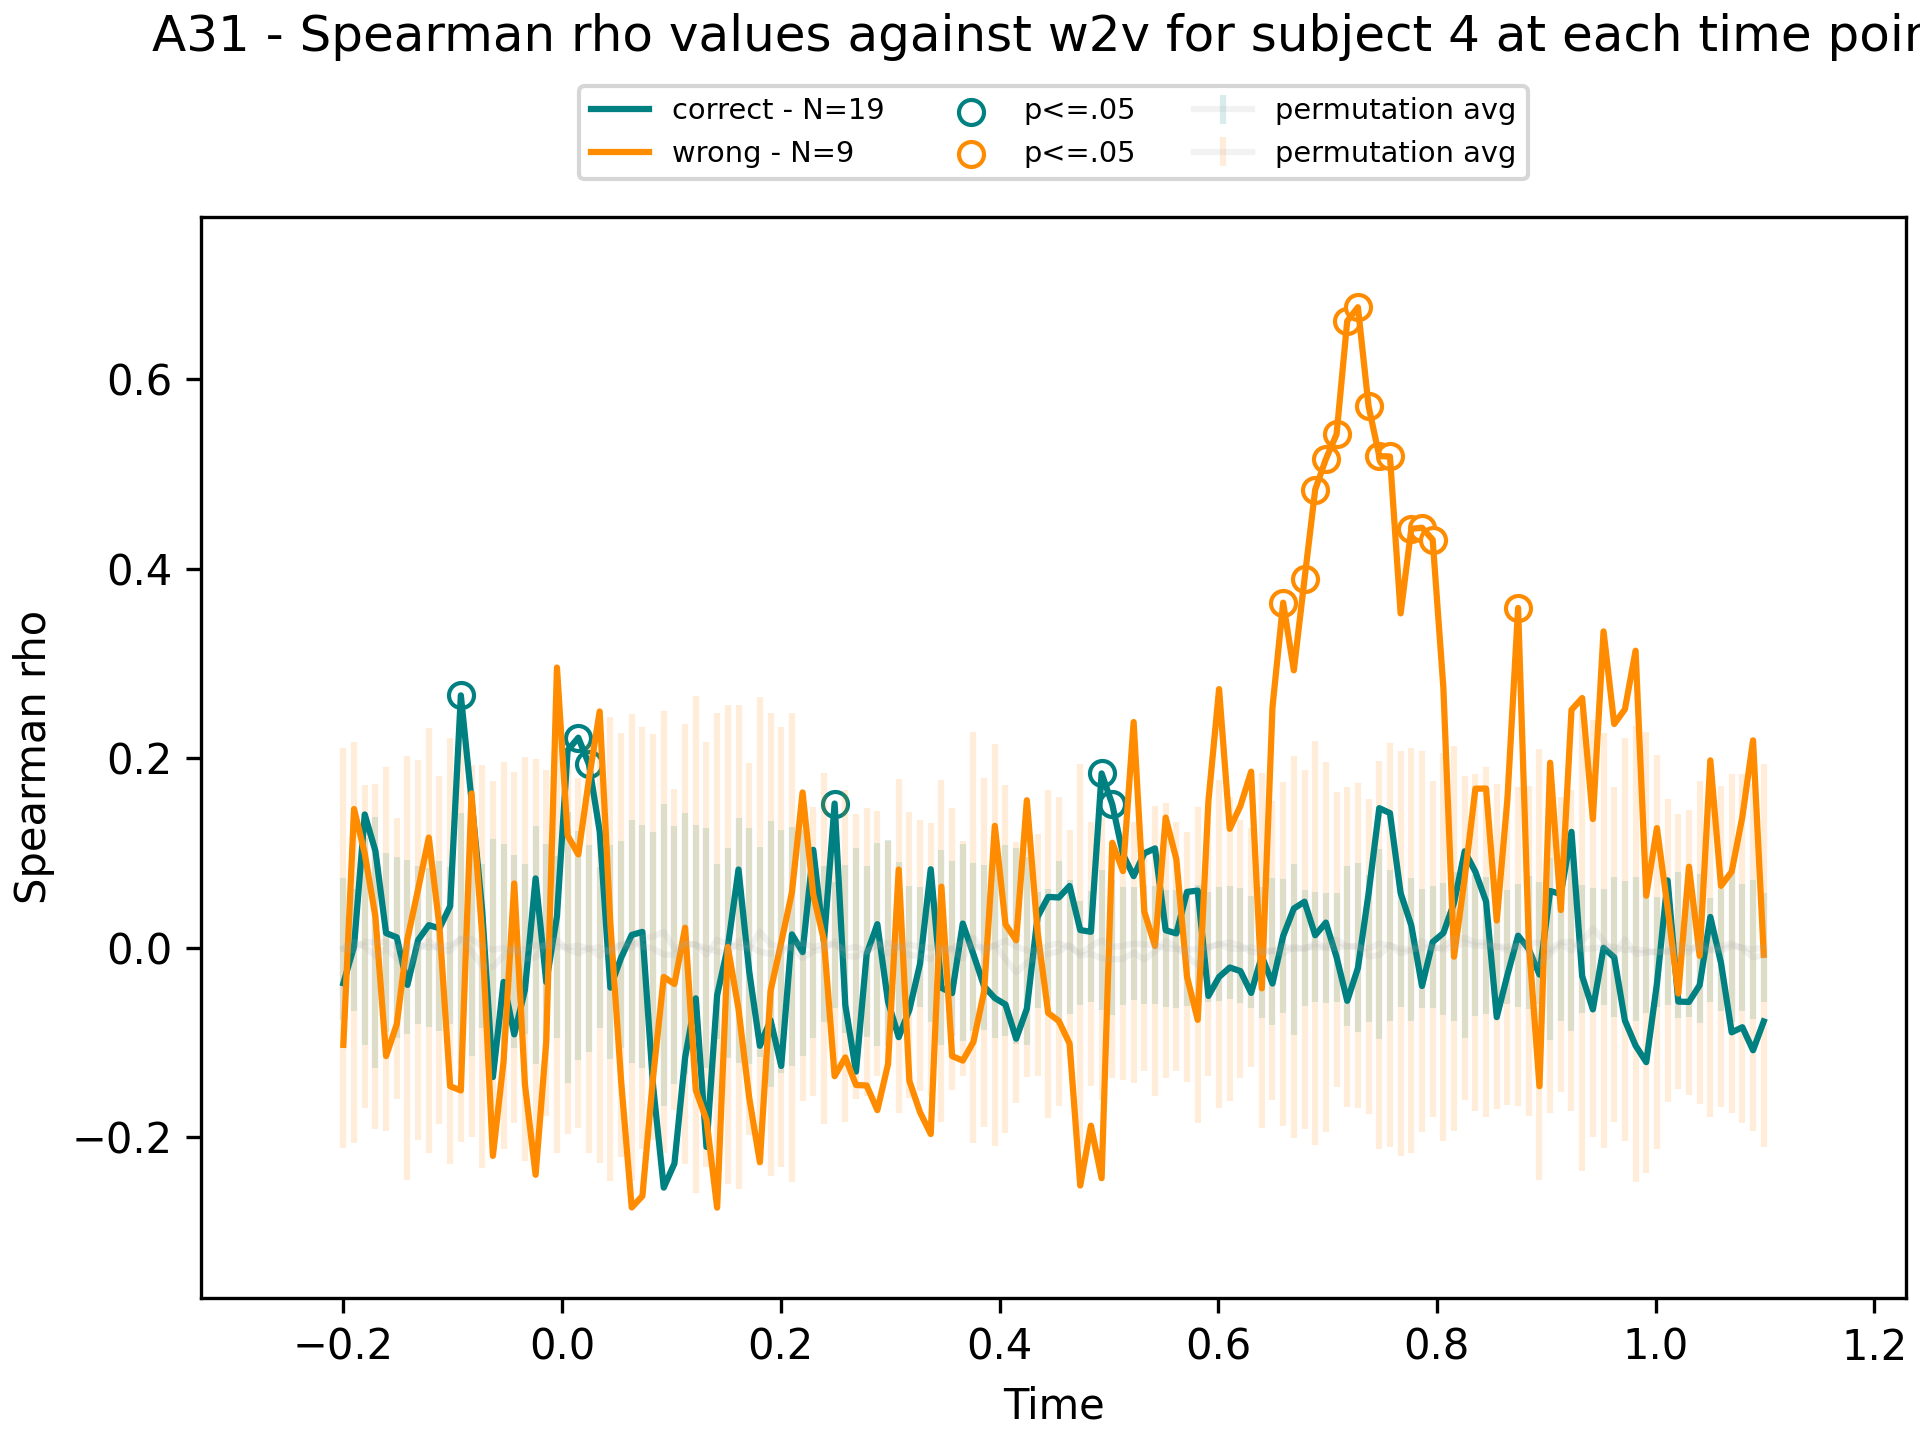 A31 - Spearman rho values against w2v for subject 4 at each time poin
correct - N=19
wrong - N=9
p<=.05
p<=.05
permutation avg
permutation avg
Spearman rho
0.6
0.4
0.2
0.0
−0.2
−0.2 0.0 0.2 0.4 0.6 0.8 1.0 1.2
Time